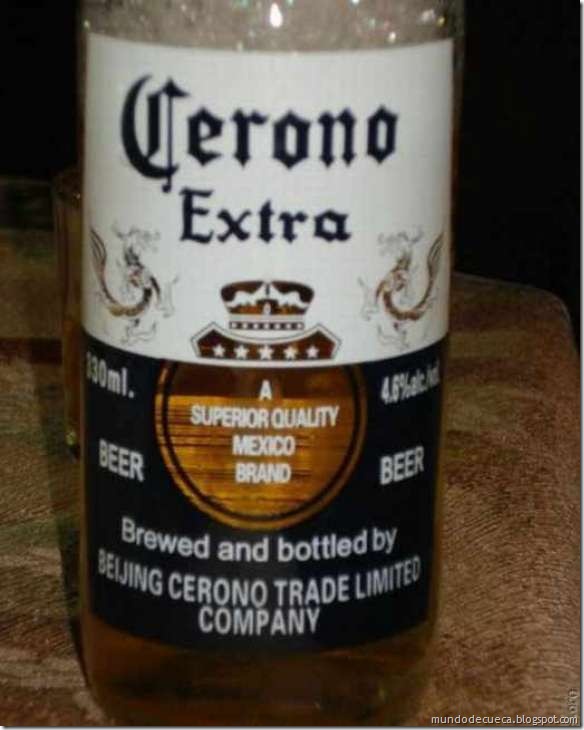 Cerono
Extra
330ml.
4.6%alc./vol.
A
SUPERIOR QUALITY
MEXICO
BRAND
BEER
BEER
Brewed and bottled by
BEIJING CERONO TRADE LIMITED
COMPANY
mundodecueca.blogspot.com